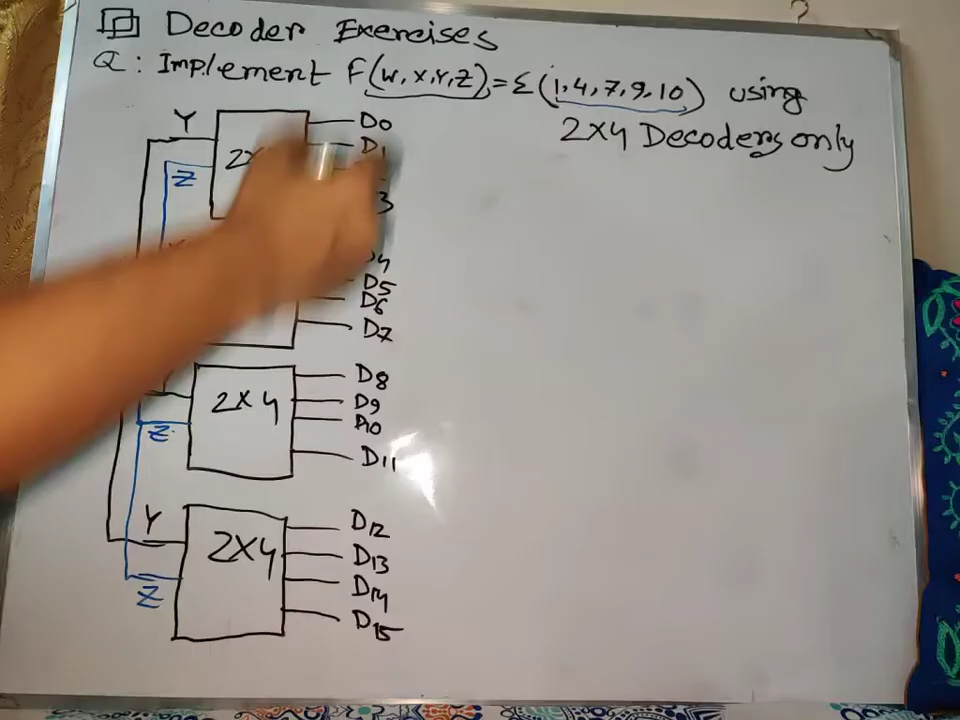 Decoder Exercises
Q: Implement F(W,X,Y,Z)=Σ(1,4,7,9,10) using
2X4 Decoders only
Y
Z
D0
D1
D5
D6
D7
2X4
Z
D8
D9
D10
D11
Y
Z
2X4
D12
D13
D14
D15